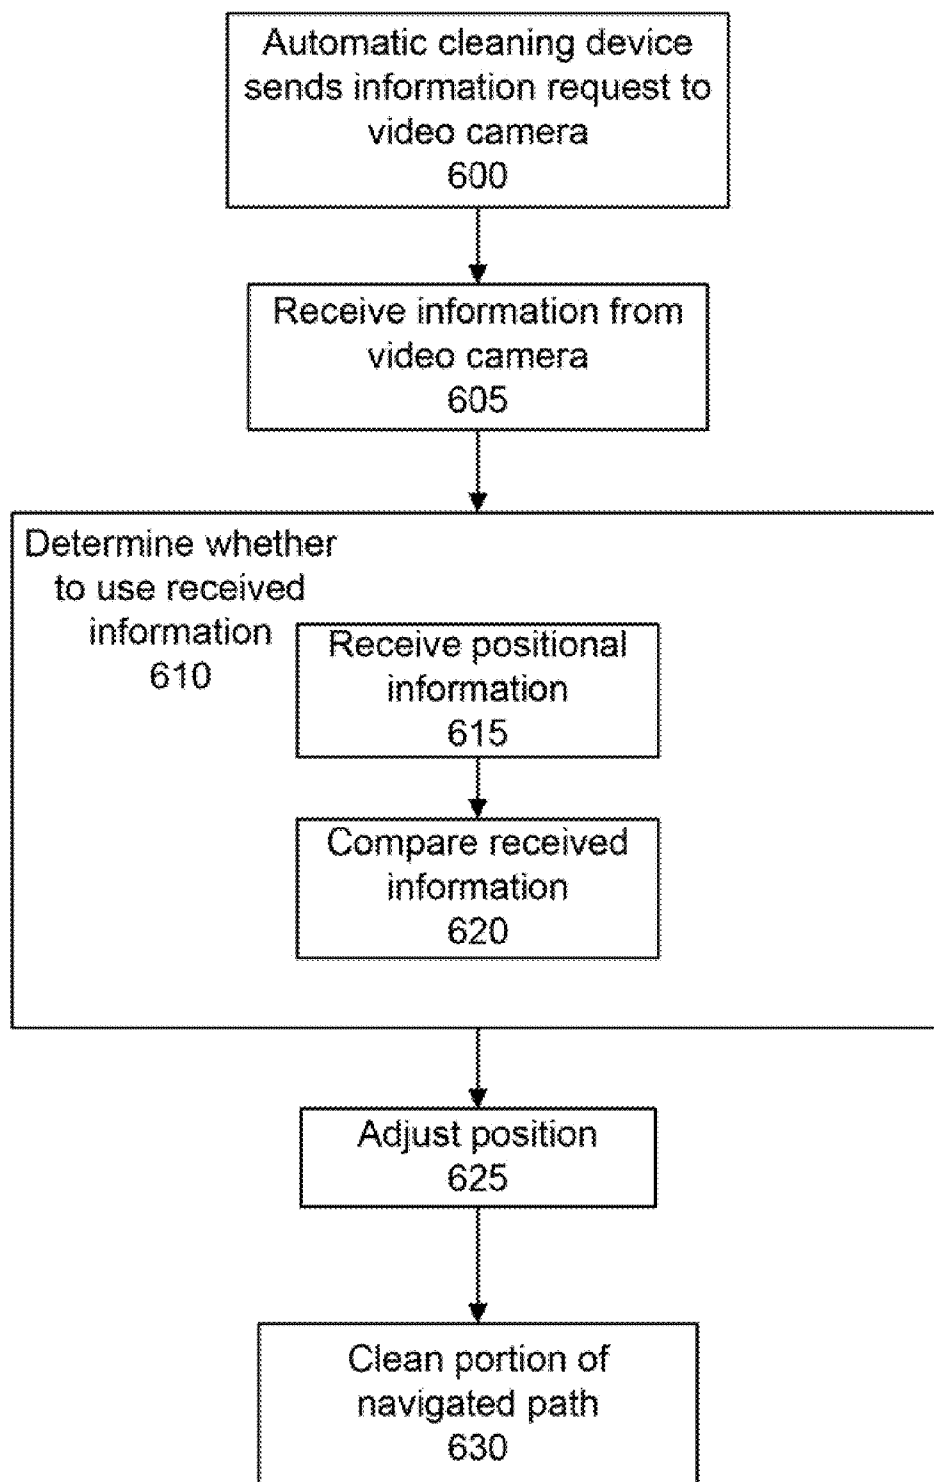 Automatic cleaning device
sends information request to
video camera
600
Receive information from
video camera
605
Determine whether
to use received
information
610
Receive positional
information
615
Compare received
information
620
Adjust position
625
Clean portion of
navigated path
630